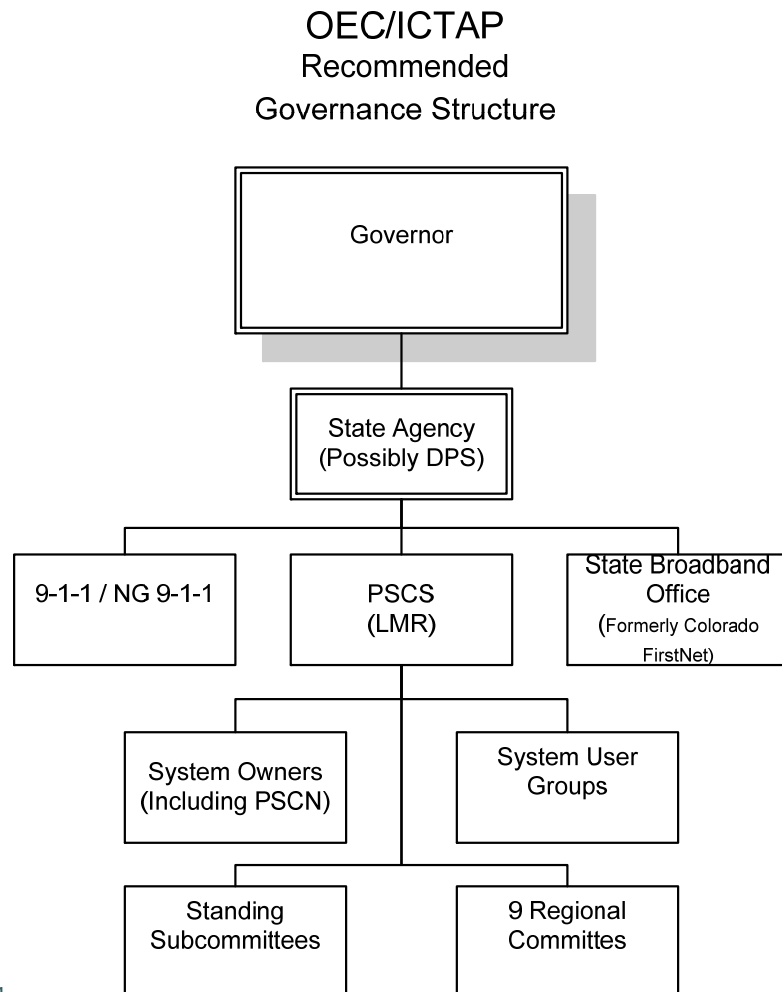 OEC/ICTAP
Recommended
Governance Structure
Governor
State Agency
(Possibly DPS)
9-1-1 / NG 9-1-1
PSCS
(LMR)
State Broadband
Office
(Formerly Colorado
FirstNet)
System Owners
(Including PSCN)
System User
Groups
Standing
Subcommittees
9 Regional
Committes